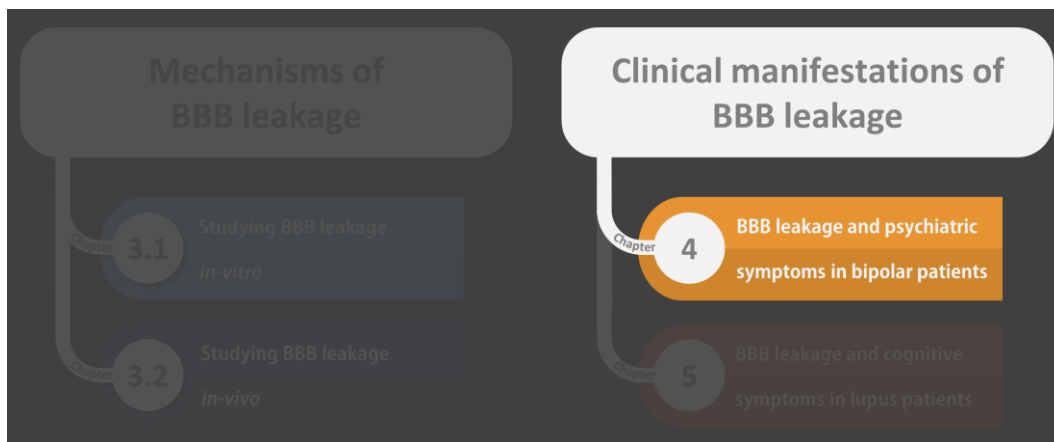 Mechanisms of
BBB leakage
Chapter
3.1
Studying BBB leakage
in-vitro
Chapter
3.2
Studying BBB leakage
in-vivo
Clinical manifestations of
BBB leakage
Chapter
4
BBB leakage and psychiatric
symptoms in bipolar patients
Chapter
5
BBB leakage and cognitive
symptoms in lupus patients